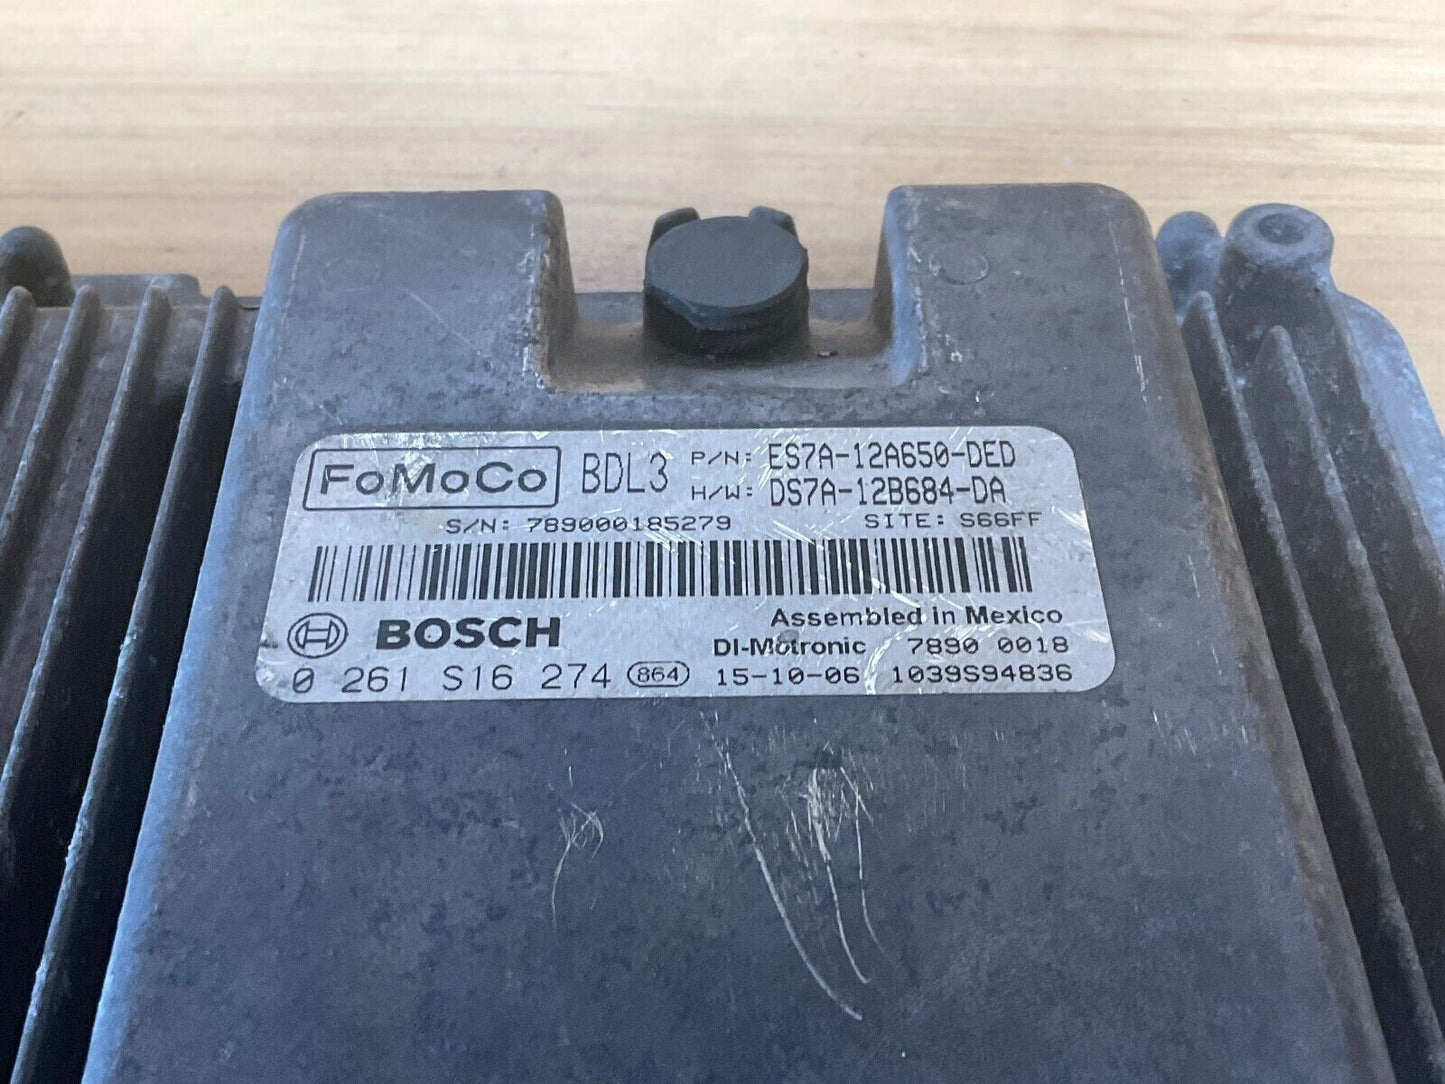 FoMoCo BDL3 P/N: ES7A-12A650-DED
H/W: DS7A-12B684-DA
S/N: 789000185279 SITE: S66FF
Assembled in Mexico
BOSCH DI-Motronic 7890 0018
0 261 S16 274 864 15-10-06 1039S94836